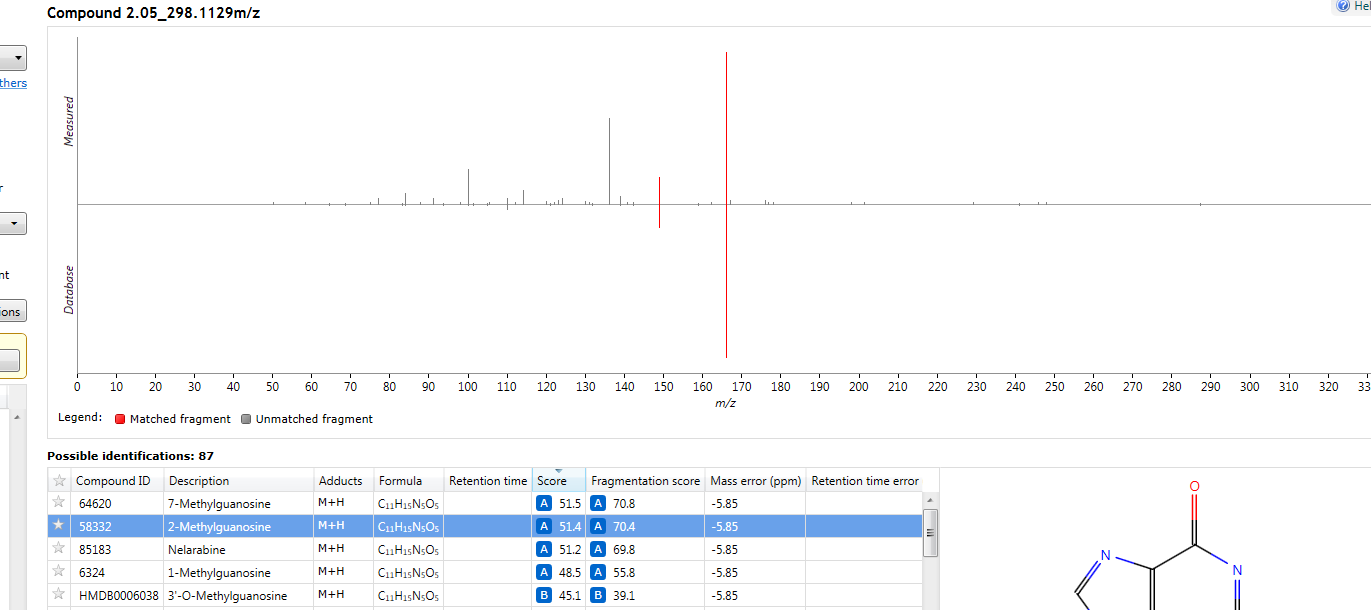 Compound 2.05_298.1129m/z
Hel
thers
r
nt
ions
Measured
Database
0 10 20 30 40 50 60 70 80 90 100 110 120 130 140 150 160 170 180 190 200 210 220 230 240 250 260 270 280 290 300 310 320 33
m/z
Legend: Matched fragment Unmatched fragment
Possible identifications: 87
Compound ID Description Adducts Formula Retention time Score Fragmentation score Mass error (ppm) Retention time error
64620 7-Methylguanosine M+H C₁₁H₁₅N₅O₅ A 51.5 A 70.8 -5.85
58332 2-Methylguanosine M+H C₁₁H₁₅N₅O₅ A 51.4 A 70.4 -5.85
85183 Nelarabine M+H C₁₁H₁₅N₅O₅ A 51.2 A 69.8 -5.85
6324 1-Methylguanosine M+H C₁₁H₁₅N₅O₅ A 48.5 A 55.8 -5.85
HMDB0006038 3'-O-Methylguanosine M+H C₁₁H₁₅N₅O₅ B 45.1 B 39.1 -5.85
O
N
N